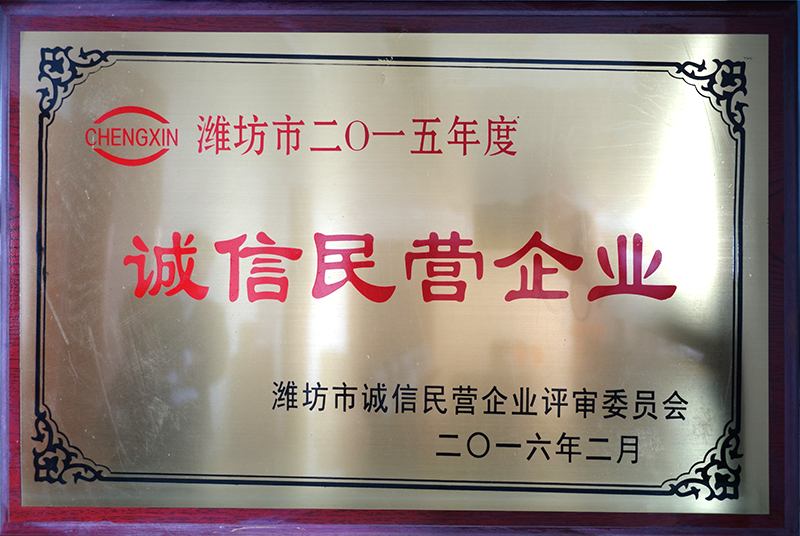 CHENGXIN 潍坊市二〇一五年度
诚信民营企业
潍坊市诚信民营企业评审委员会
二〇一六年二月